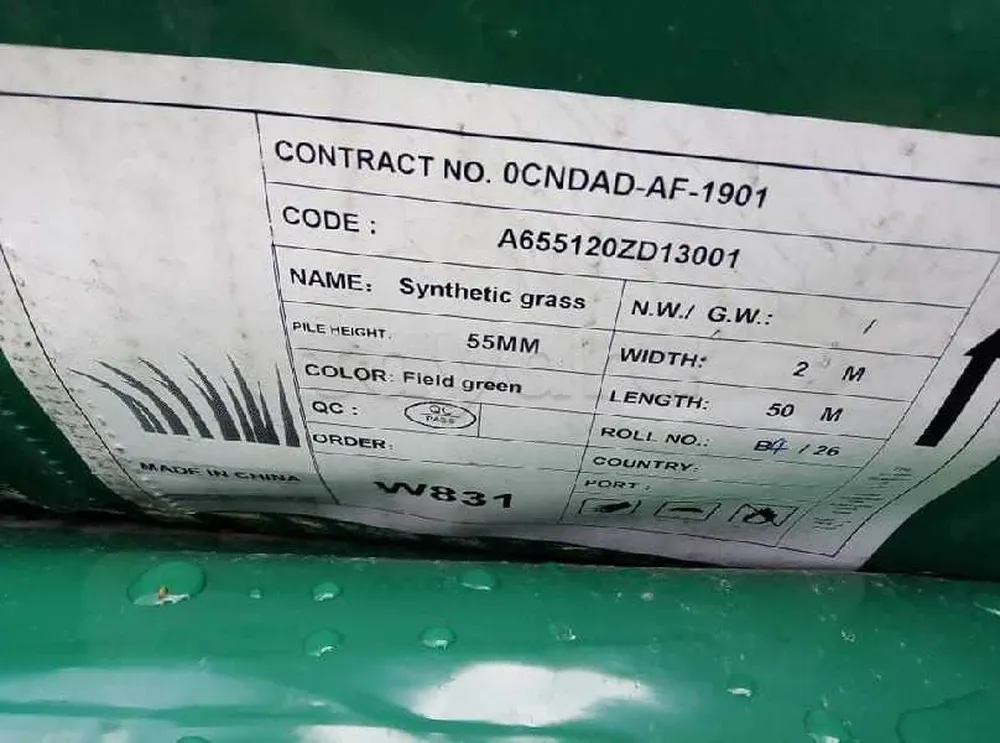 CONTRACT NO. 0CNDAD-AF-1901
CODE : A655120ZD13001
NAME: Synthetic grass
N.W./ G.W.: /
PILE HEIGHT. 55MM
WIDTH: 2 M
COLOR: Field green
LENGTH: 50 M
QC : QC PASS
ROLL NO.: / 26
ORDER:
COUNTRY:
W831
PORT :
MADE IN CHINA